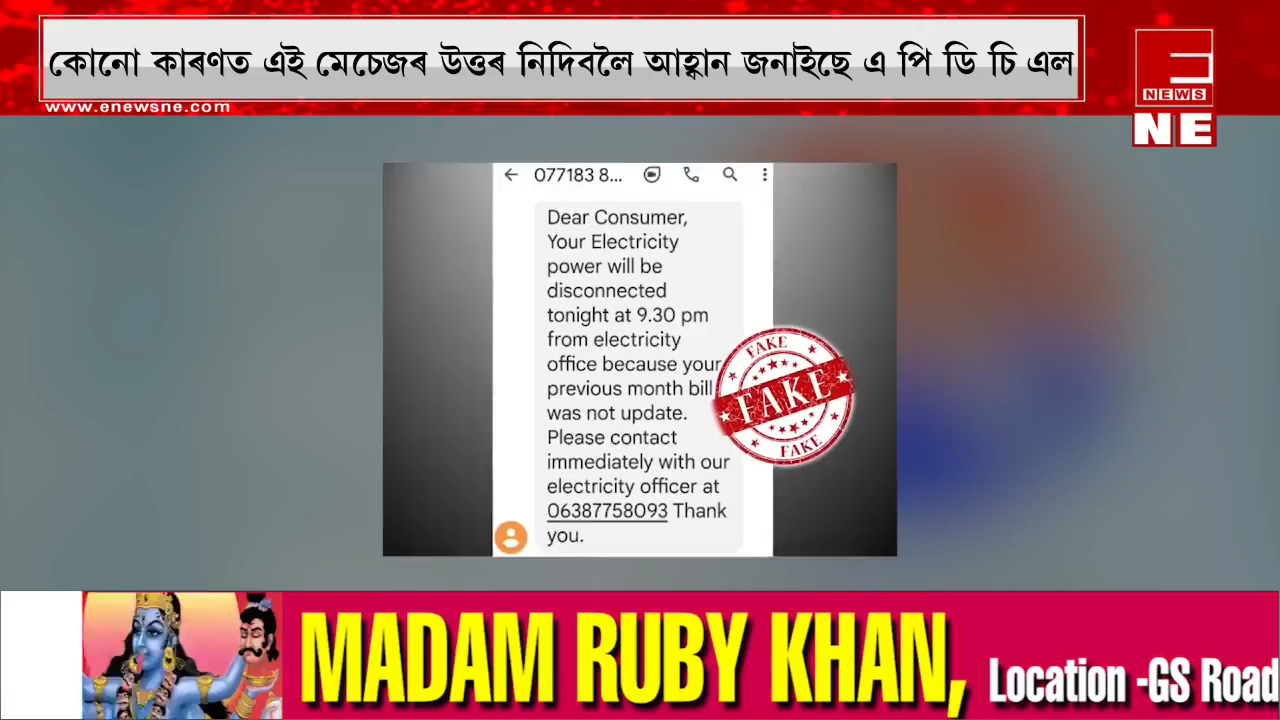 কোনো কাৰণত এই মেচেজৰ উত্তৰ নিদিবলৈ আহ্বান জনাইছে এ পি ডি চি এল
www.enewsne.com
E
NEWS
NE
077183 8...
Dear Consumer,
Your Electricity
power will be
disconnected
tonight at 9.30 pm
from electricity
office because your
previous month bill
was not update.
Please contact
immediately with our
electricity officer at
06387758093 Thank
you.
FAKE
FAKE
FAKE
MADAM RUBY KHAN, Location -GS Road